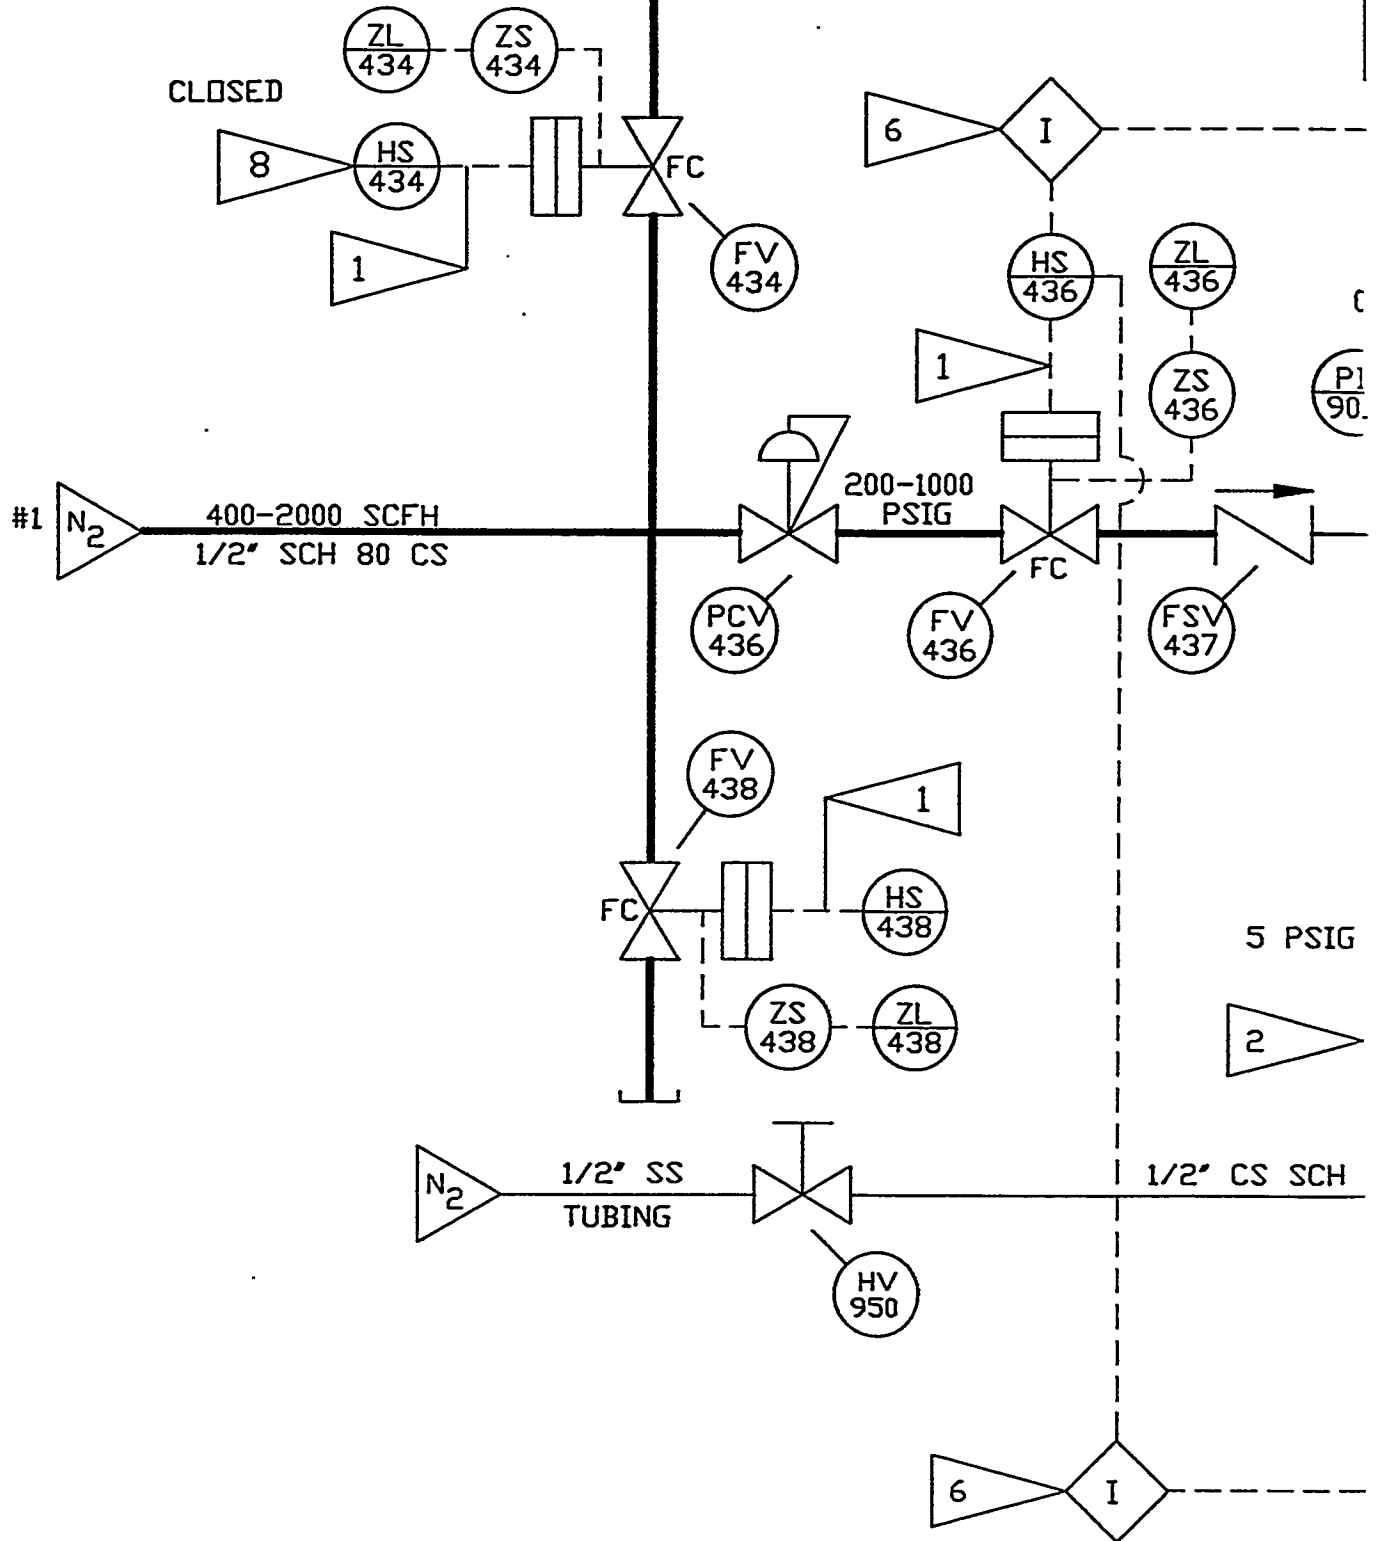 ZL
434
ZS
434
CLOSED
8
HS
434
FC
1
FV
434
6
I
HS
436
ZL
436
1
ZS
436
#1
N2
400-2000 SCFH
1/2" SCH 80 CS
200-1000
PSIG
FC
PCV
436
FV
436
FSV
437
FV
438
1
FC
HS
438
5 PSIG
ZS
438
ZL
438
2
N2
1/2" SS
TUBING
1/2" CS SCH
HV
950
6
I